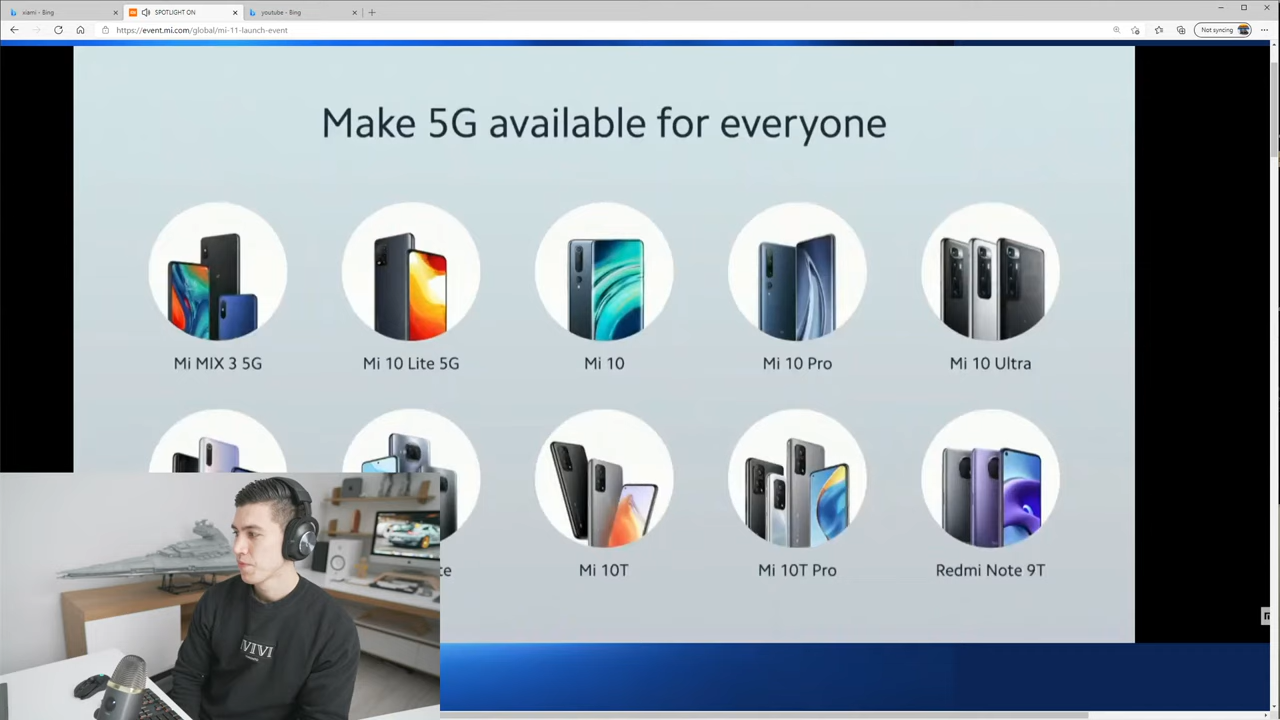 xiami - Bing
SPOTLIGHT ON
youtube - Bing
https://event.mi.com/global/mi-11-launch-event
Not syncing
Make 5G available for everyone
Mi MIX 3 5G
Mi 10 Lite 5G
Mi 10
Mi 10 Pro
Mi 10 Ultra
te
Mi 10T
Mi 10T Pro
Redmi Note 9T
IVIVI